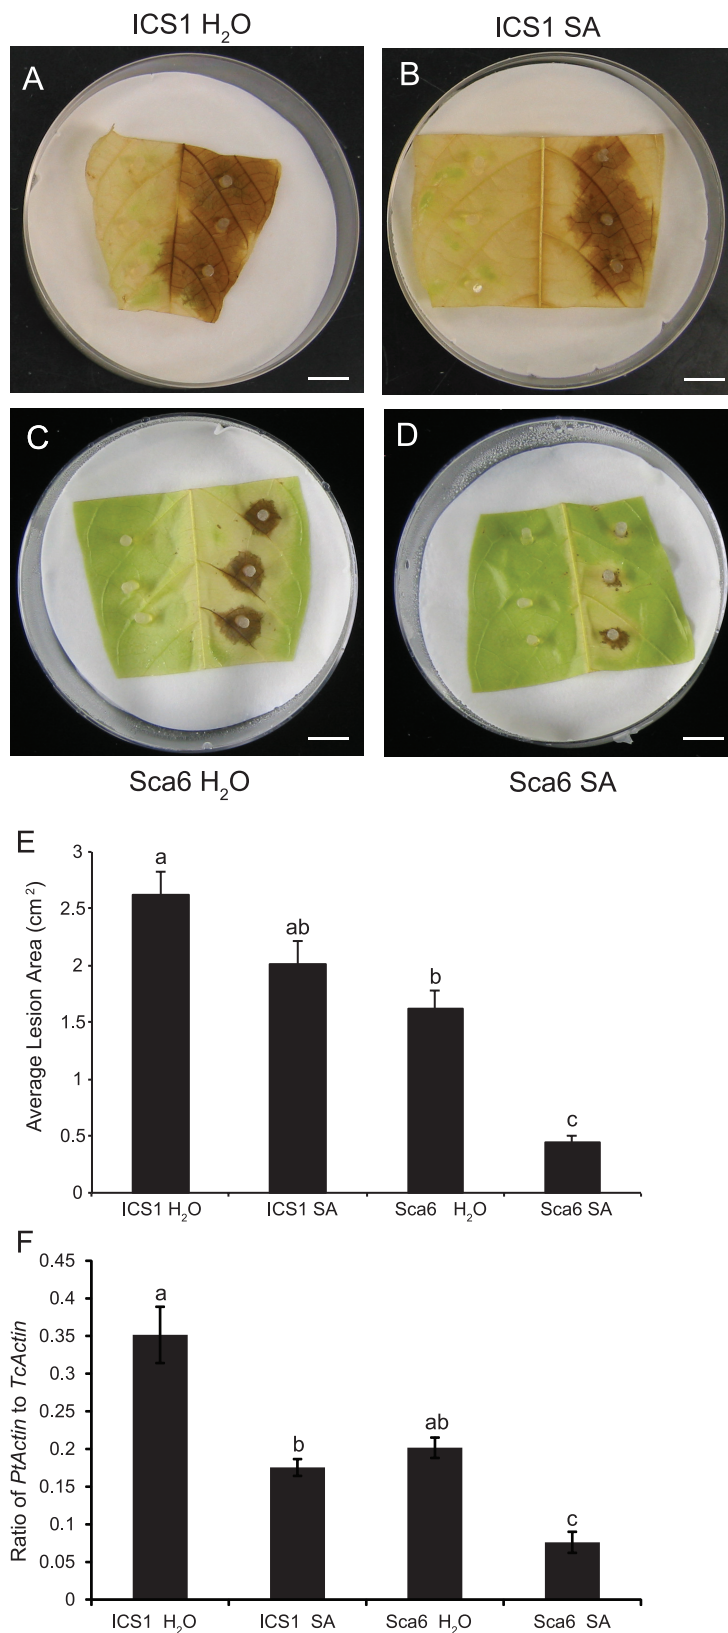 ICS1 H₂O
ICS1 SA
A
B
C
D
Sca6 H₂O
Sca6 SA
E
Average Lesion Area (cm²)
3
2.5
2
1.5
1
0.5
0
a
ab
b
c
ICS1 H₂O
ICS1 SA
Sca6 H₂O
Sca6 SA
F
Ratio of PtActin to TcActin
0.45
0.4
0.35
0.3
0.25
0.2
0.15
0.1
0.05
0
a
b
ab
c
ICS1 H₂O
ICS1 SA
Sca6 H₂O
Sca6 SA